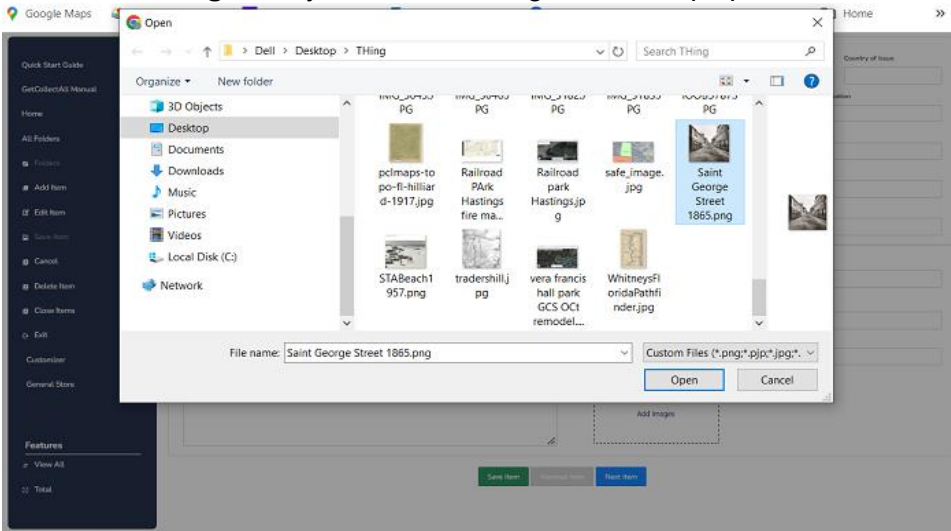 Google Maps
Home
»
Open
Dell > Desktop > THing
Search THing
Organize
New folder
3D Objects
Desktop
Documents
Downloads
Music
Pictures
Videos
Local Disk (C:)
Network
PG
PG
PG
PG
PG
pclmaps-to
po-fl-hilliar
d-1917.jpg
Railroad
PArk
Hastings
fire ma...
Railroad
park
Hastings.jp
g
safe_image.
jpg
Saint
George
Street
1865.png
STABeach1
957.png
tradershill.j
pg
vera francis
hall park
GCS OCt
remodel....
WhitneysFl
oridaPathfi
nder.jpg
File name:
Saint George Street 1865.png
Custom Files (*.png;*.pjp;*.jpg;*.
Open
Cancel
Quick Start Guide
GetCollectAll Manual
Home
All Folders
Folders
Add Item
Edit Item
Save Item
Cancel
Delete Item
Close Items
Exit
Customizer
General Store
Features
View All
Total
Country of Issue
Add Images
Save Item
Next Item